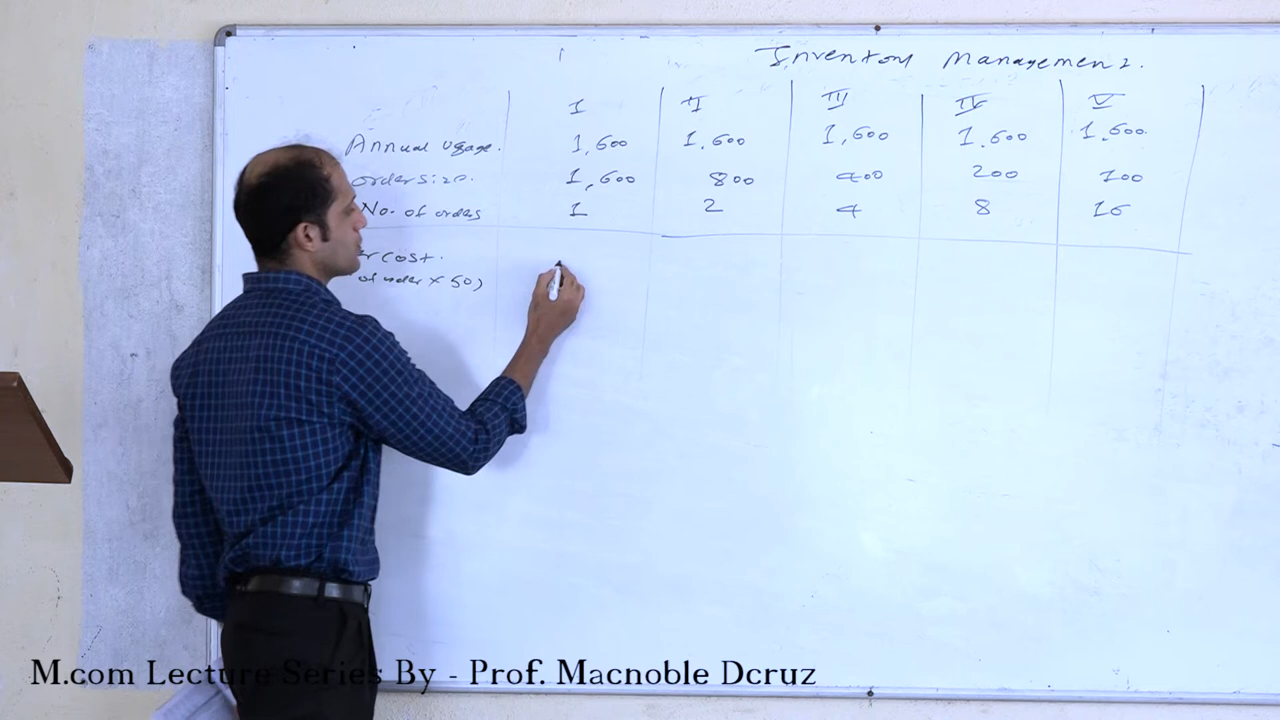 Inventory Management.
I II III IV V
Annual usage. 1,600 1.600 1,600 1.600 1.600
order size. 1,600 800 400 200 100
No. of orders 1 2 4 8 16
cost.
of order × 50)
M.com Lecture Series By - Prof. Macnoble Dcruz